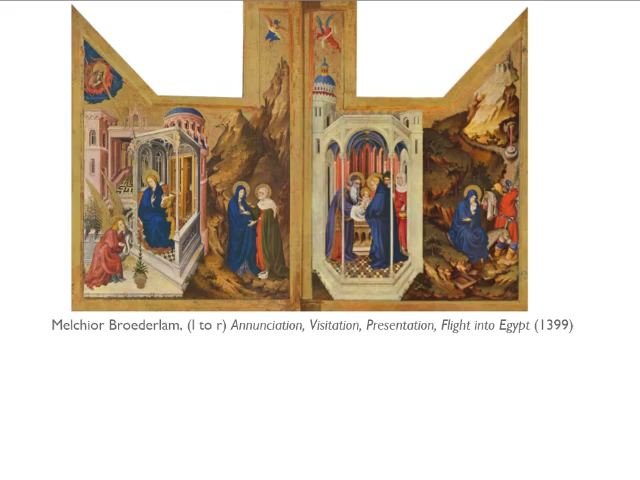 Melchior Broederlam, (l to r) Annunciation, Visitation, Presentation, Flight into Egypt (1399)